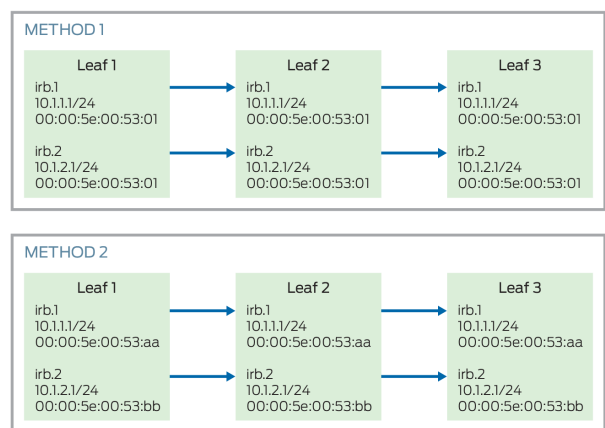 METHOD 1
Leaf 1
irb.1
10.1.1.1/24
00:00:5e:00:53:01
irb.2
10.1.2.1/24
00:00:5e:00:53:01
Leaf 2
irb.1
10.1.1.1/24
00:00:5e:00:53:01
irb.2
10.1.2.1/24
00:00:5e:00:53:01
Leaf 3
irb.1
10.1.1.1/24
00:00:5e:00:53:01
irb.2
10.1.2.1/24
00:00:5e:00:53:01
METHOD 2
Leaf 1
irb.1
10.1.1.1/24
00:00:5e:00:53:aa
irb.2
10.1.2.1/24
00:00:5e:00:53:bb
Leaf 2
irb.1
10.1.1.1/24
00:00:5e:00:53:aa
irb.2
10.1.2.1/24
00:00:5e:00:53:bb
Leaf 3
irb.1
10.1.1.1/24
00:00:5e:00:53:aa
irb.2
10.1.2.1/24
00:00:5e:00:53:bb